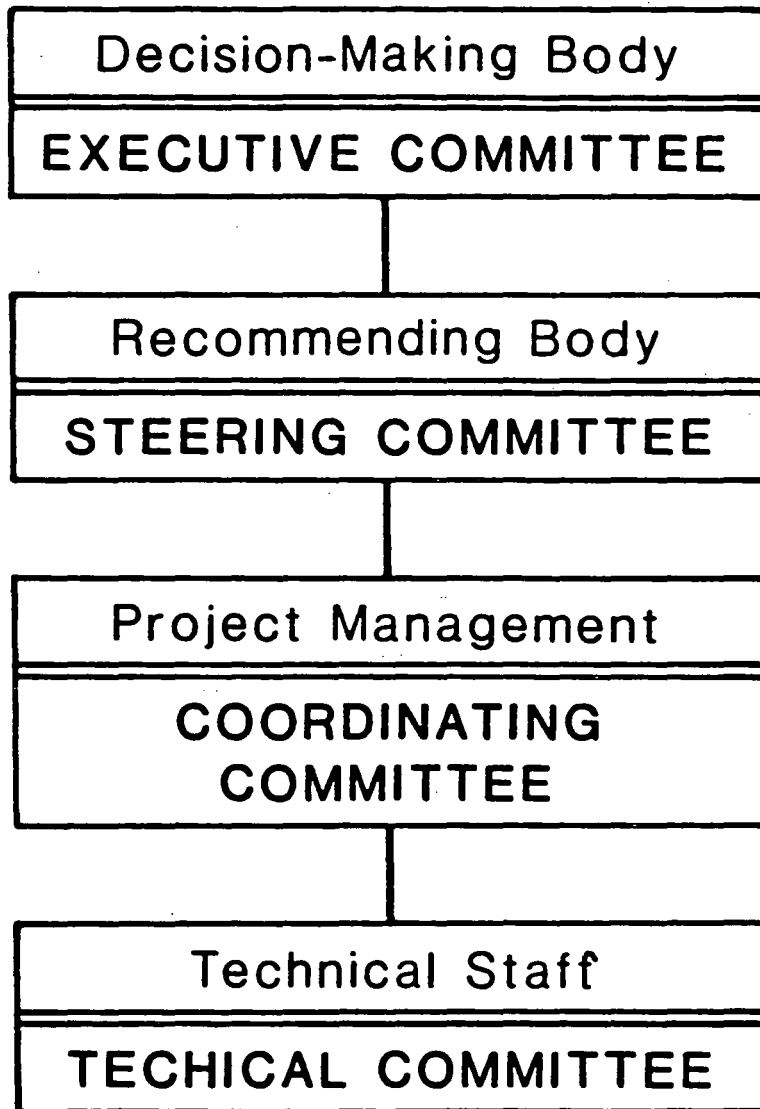 Decision-Making Body
EXECUTIVE COMMITTEE
Recommending Body
STEERING COMMITTEE
Project Management
COORDINATING
COMMITTEE
Technical Staff
TECHICAL COMMITTEE